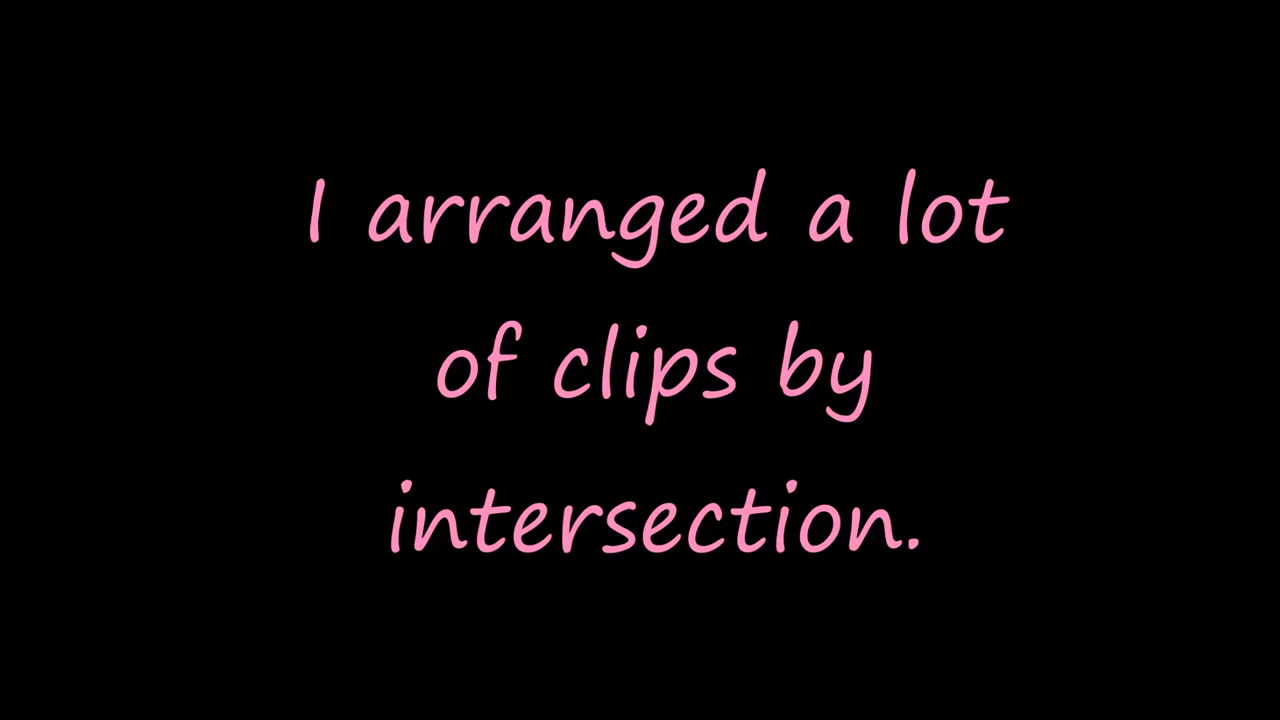 I arranged a lot
of clips by
intersection.